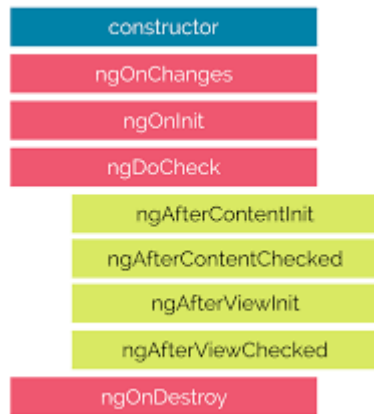 constructor
ngOnChanges
ngOnInit
ngDoCheck
ngAfterContentInit
ngAfterContentChecked
ngAfterViewInit
ngAfterViewChecked
ngOnDestroy